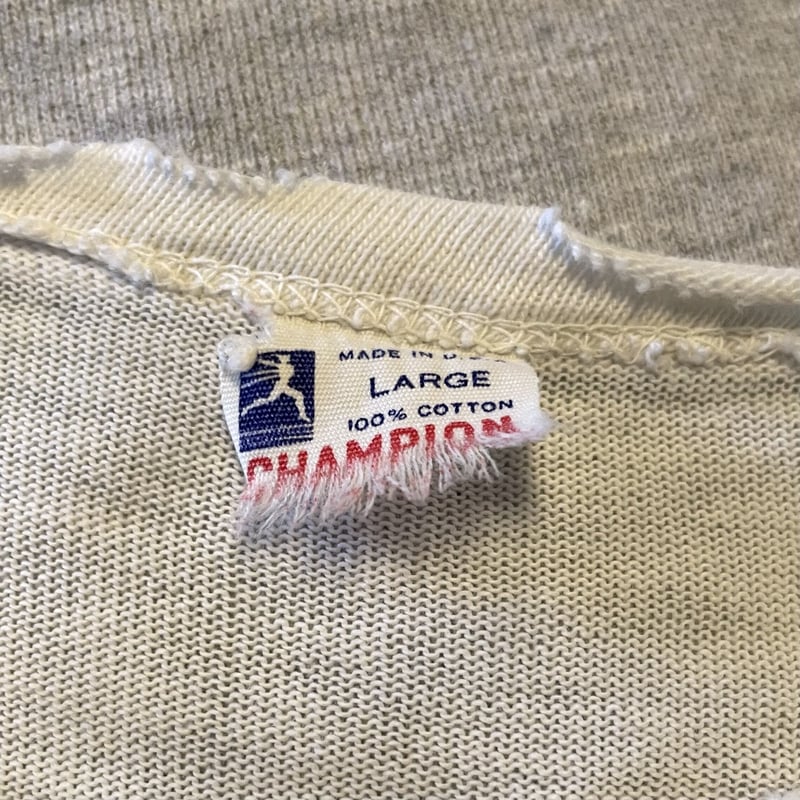 MADE IN U.S.A.
LARGE
100% COTTON
CHAMPION